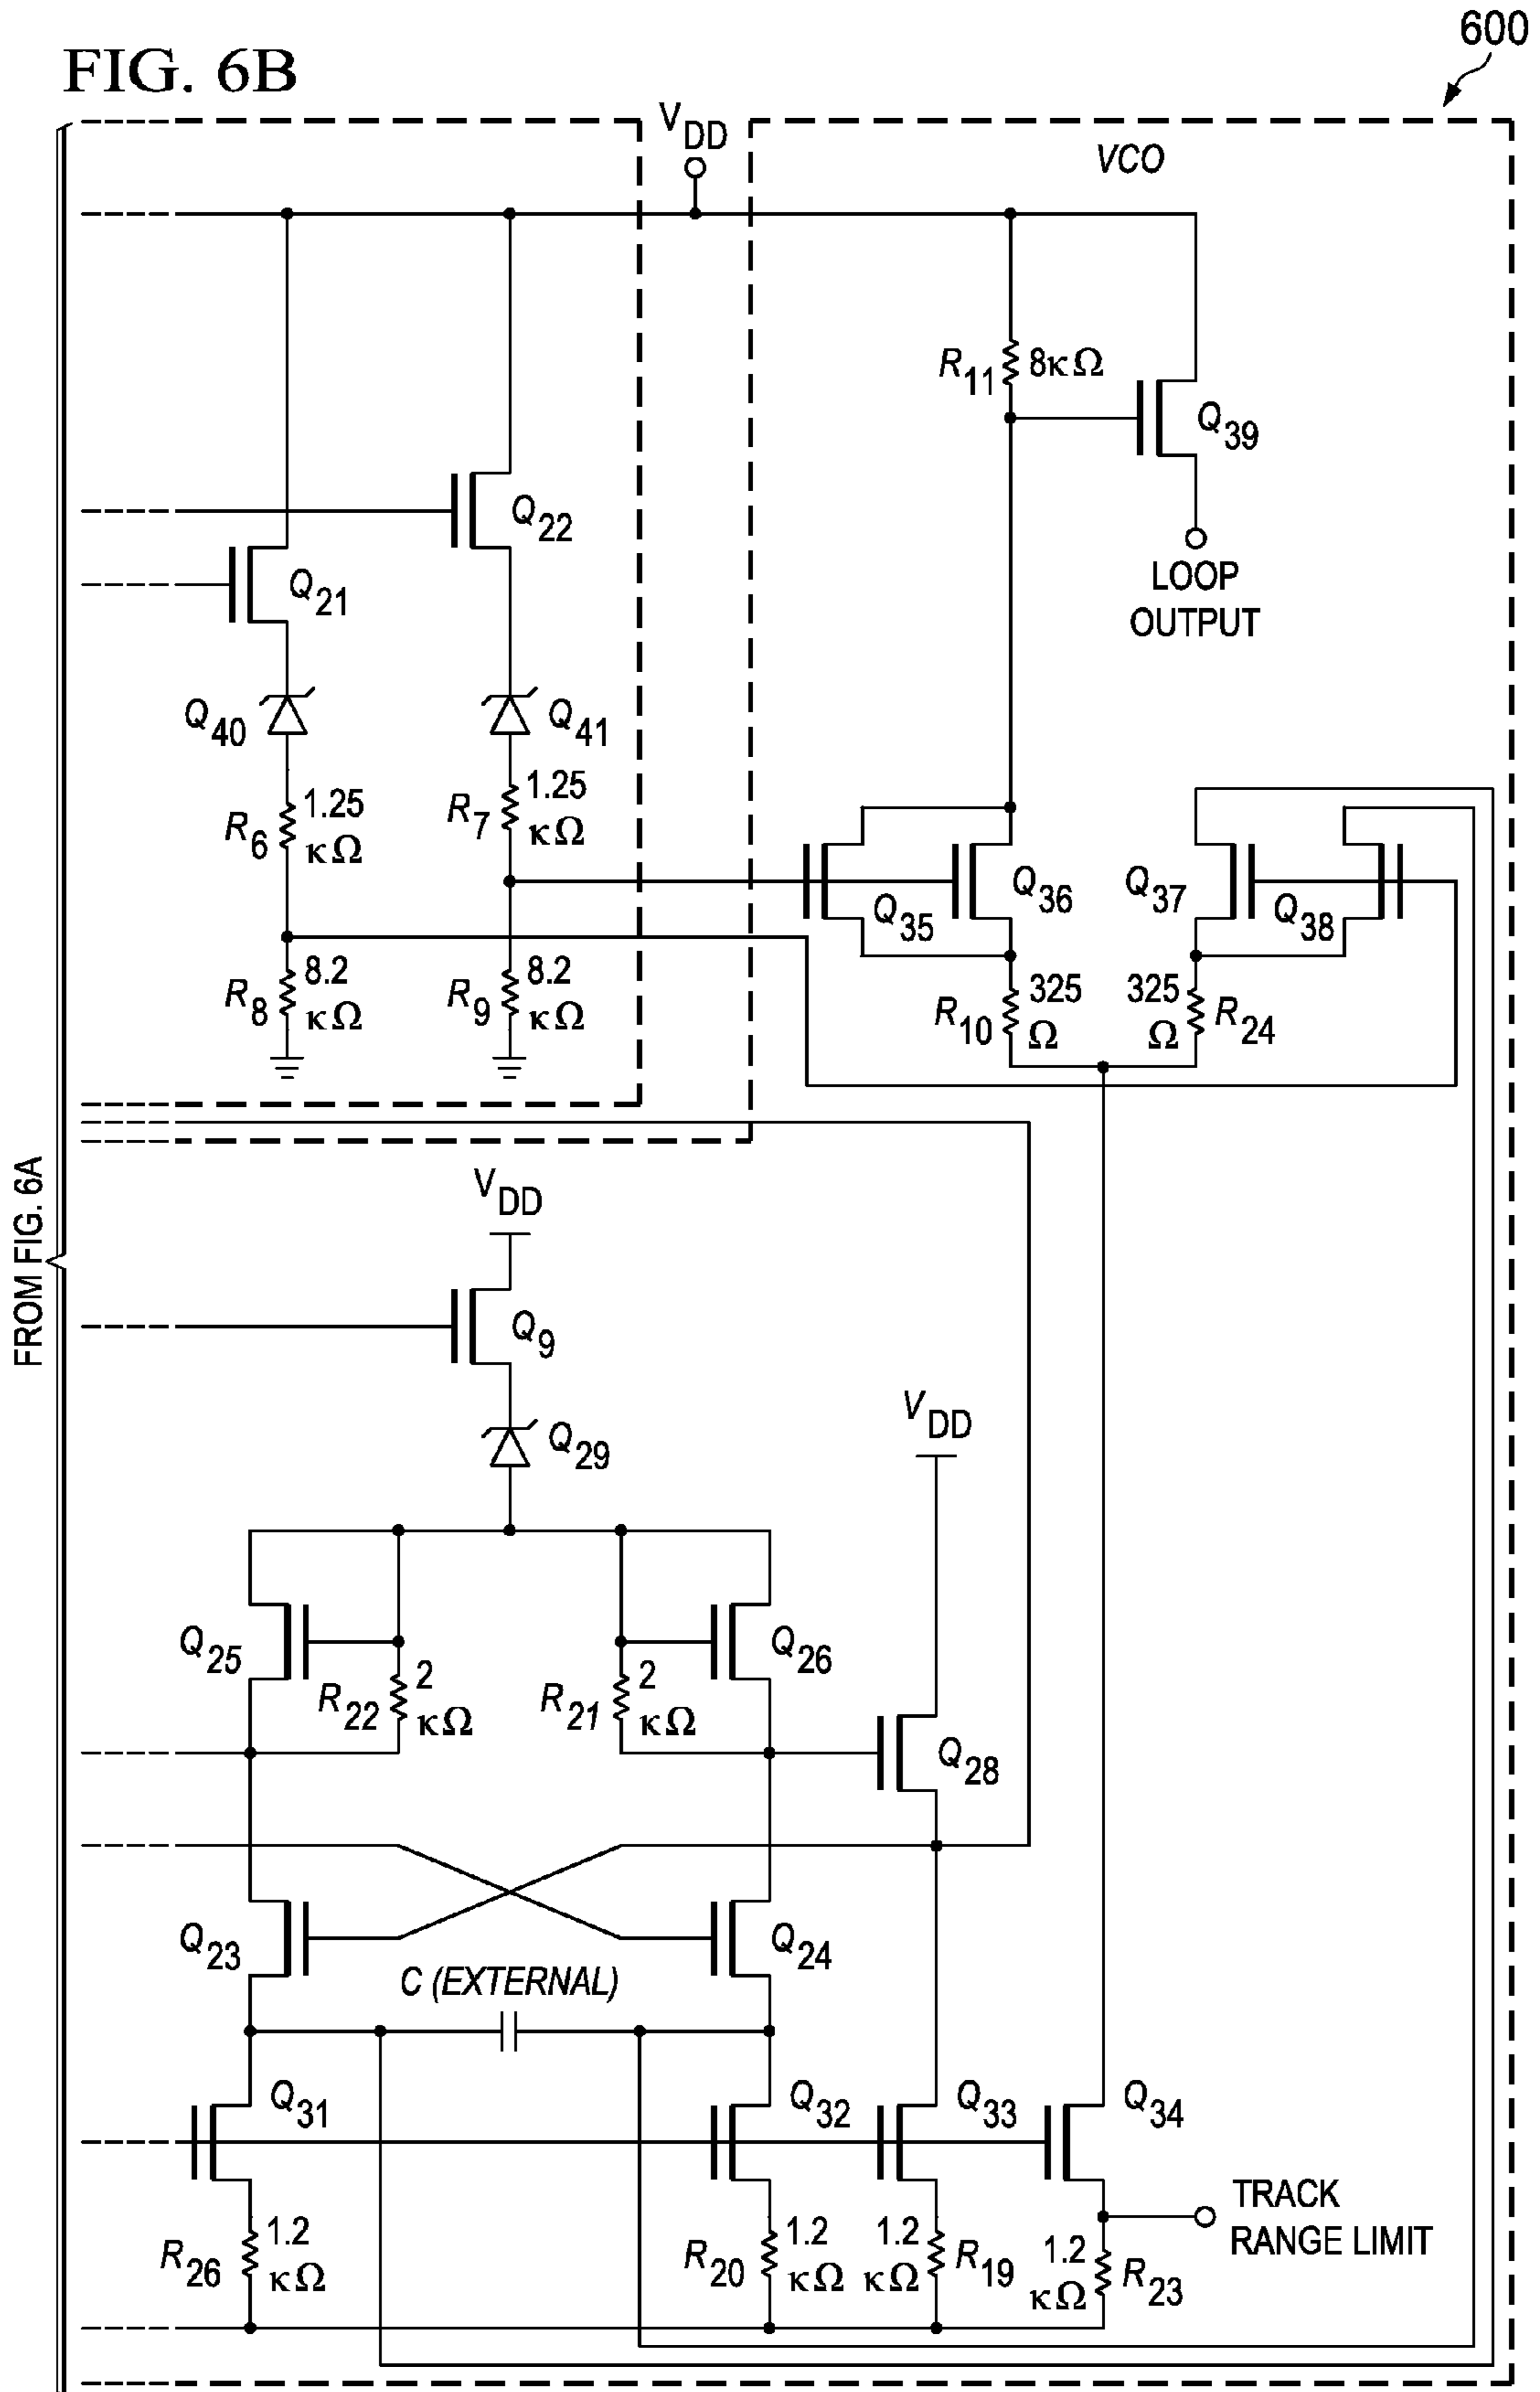 600
FIG. 6B
VDD
VCO
R11 8κΩ
Q39
Q22
Q21
LOOP
OUTPUT
Q40
Q41
R6 1.25
κΩ
R7 1.25
κΩ
Q35
Q36
Q37
Q38
R8 8.2
κΩ
R9 8.2
κΩ
R10 325
Ω
325
Ω R24
FROM FIG. 6A
VDD
Q9
Q29
VDD
Q25
Q26
R22 2
κΩ
R21 2
κΩ
Q28
Q23
Q24
C (EXTERNAL)
Q31
Q32
Q33
Q34
TRACK
RANGE LIMIT
R26 1.2
κΩ
R20 1.2
κΩ
1.2
κΩ R19
1.2
κΩ R23